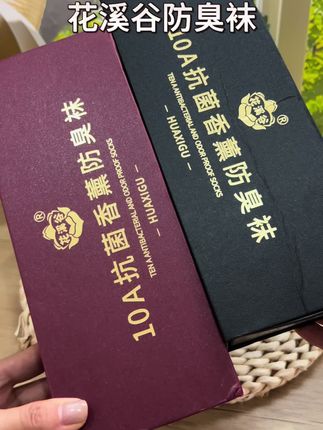 花溪谷防臭袜
花溪谷
®
10A抗菌香薰防臭袜
TEN A ANTIBACTERIAL AND ODOR PROOF SOCKS
— HUAXIGU —
花溪谷
®
10A抗菌香薰防臭袜
TEN A ANTIBACTERIAL AND ODOR PROOF SOCKS
— HUAXIGU —